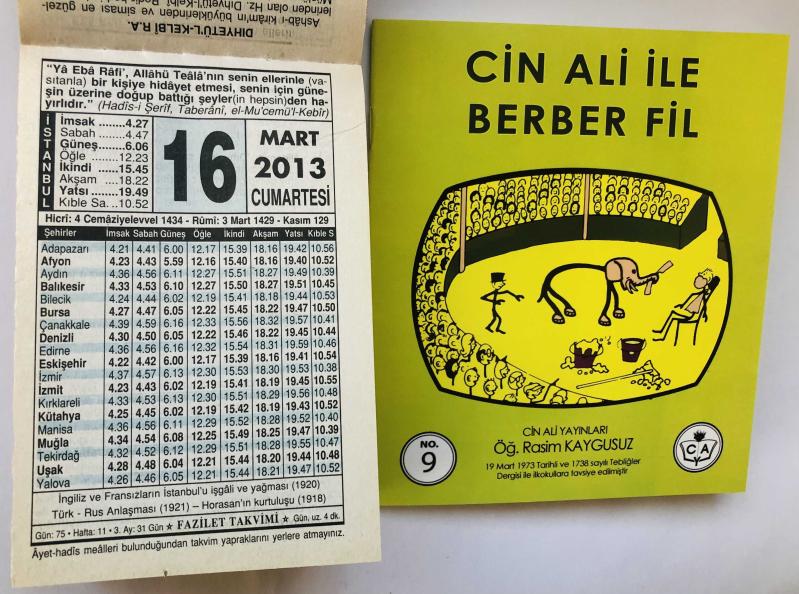 Ashâb-ı kirâm'ın büyüklerinden ve siması en güzel-
lerinden olan Hz. Dıhyetü'l-Kelbî,
DIHYETÜ'L-KELBÎ R.A.
“Yâ Ebâ Râfi', Allâhü Teâlâ'nın senin ellerinle (va-
sıtanla) bir kişiye hidâyet etmesi, senin için güne-
şin üzerine doğup battığı şeyler(in hepsin)den ha-
yırlıdır.” (Hadîs-i Şerîf, Taberânî, el-Mu'cemü'l-Kebîr)
İSTANBUL
İmsak ........4.27
Sabah ........4.47
Güneş........6.06
Öğle ........12.23
İkindi ......15.45
Akşam ......18.22
Yatsı ........19.49
Kıble Sa....10.52
16
MART
2013
CUMARTESİ
Hicrî: 4 Cemâziyelevvel 1434 - Rûmî: 3 Mart 1429 - Kasım 129
Şehirler İmsak Sabah Güneş Öğle İkindi Akşam Yatsı Kıble S
Adapazarı 4.21 4.41 6.00 12.17 15.39 18.16 19.42 10.56
Afyon 4.23 4.43 5.59 12.16 15.40 18.16 19.40 10.52
Aydın 4.36 4.56 6.11 12.27 15.51 18.27 19.49 10.39
Balıkesir 4.33 4.53 6.10 12.27 15.50 18.27 19.51 10.45
Bilecik 4.24 4.44 6.02 12.19 15.41 18.18 19.44 10.53
Bursa 4.27 4.47 6.05 12.22 15.45 18.22 19.47 10.50
Çanakkale 4.39 4.59 6.16 12.33 15.56 18.32 19.57 10.41
Denizli 4.30 4.50 6.05 12.22 15.46 18.22 19.45 10.44
Edirne 4.36 4.56 6.16 12.32 15.54 18.31 19.59 10.46
Eskişehir 4.22 4.42 6.00 12.17 15.39 18.16 19.41 10.54
İzmir 4.37 4.57 6.13 12.30 15.53 18.30 19.53 10.38
İzmit 4.23 4.43 6.02 12.19 15.41 18.19 19.45 10.55
Kırklareli 4.33 4.53 6.13 12.30 15.51 18.29 19.56 10.48
Kütahya 4.25 4.45 6.02 12.19 15.42 18.19 19.43 10.52
Manisa 4.36 4.56 6.11 12.29 15.52 18.28 19.52 10.40
Muğla 4.34 4.54 6.08 12.25 15.49 18.25 19.47 10.39
Tekirdağ 4.32 4.52 6.12 12.29 15.51 18.28 19.55 10.47
Uşak 4.28 4.48 6.04 12.21 15.44 18.20 19.44 10.48
Yalova 4.26 4.46 6.05 12.21 15.44 18.21 19.47 10.52
İngiliz ve Fransızların İstanbul'u işgâli ve yağması (1920)
Türk - Rus Anlaşması (1921) – Horasan'ın kurtuluşu (1918)
Gün: 75 • Hafta: 11 • 3. Ay: 31 Gün ★ FAZİLET TAKVİMİ ★ Gün, uz. 4 dk.
Âyet-hadîs meâlleri bulunduğundan takvim yapraklarını yerlere atmayınız.
CİN ALİ İLE
BERBER FİL
CİN ALİ YAYINLARI
Öğ. Rasim KAYGUSUZ
19 Mart 1973 Tarihli ve 1738 sayılı Tebliğler
Dergisi ile ilkokullara tavsiye edilmiştir
NO.
9
C A
Y